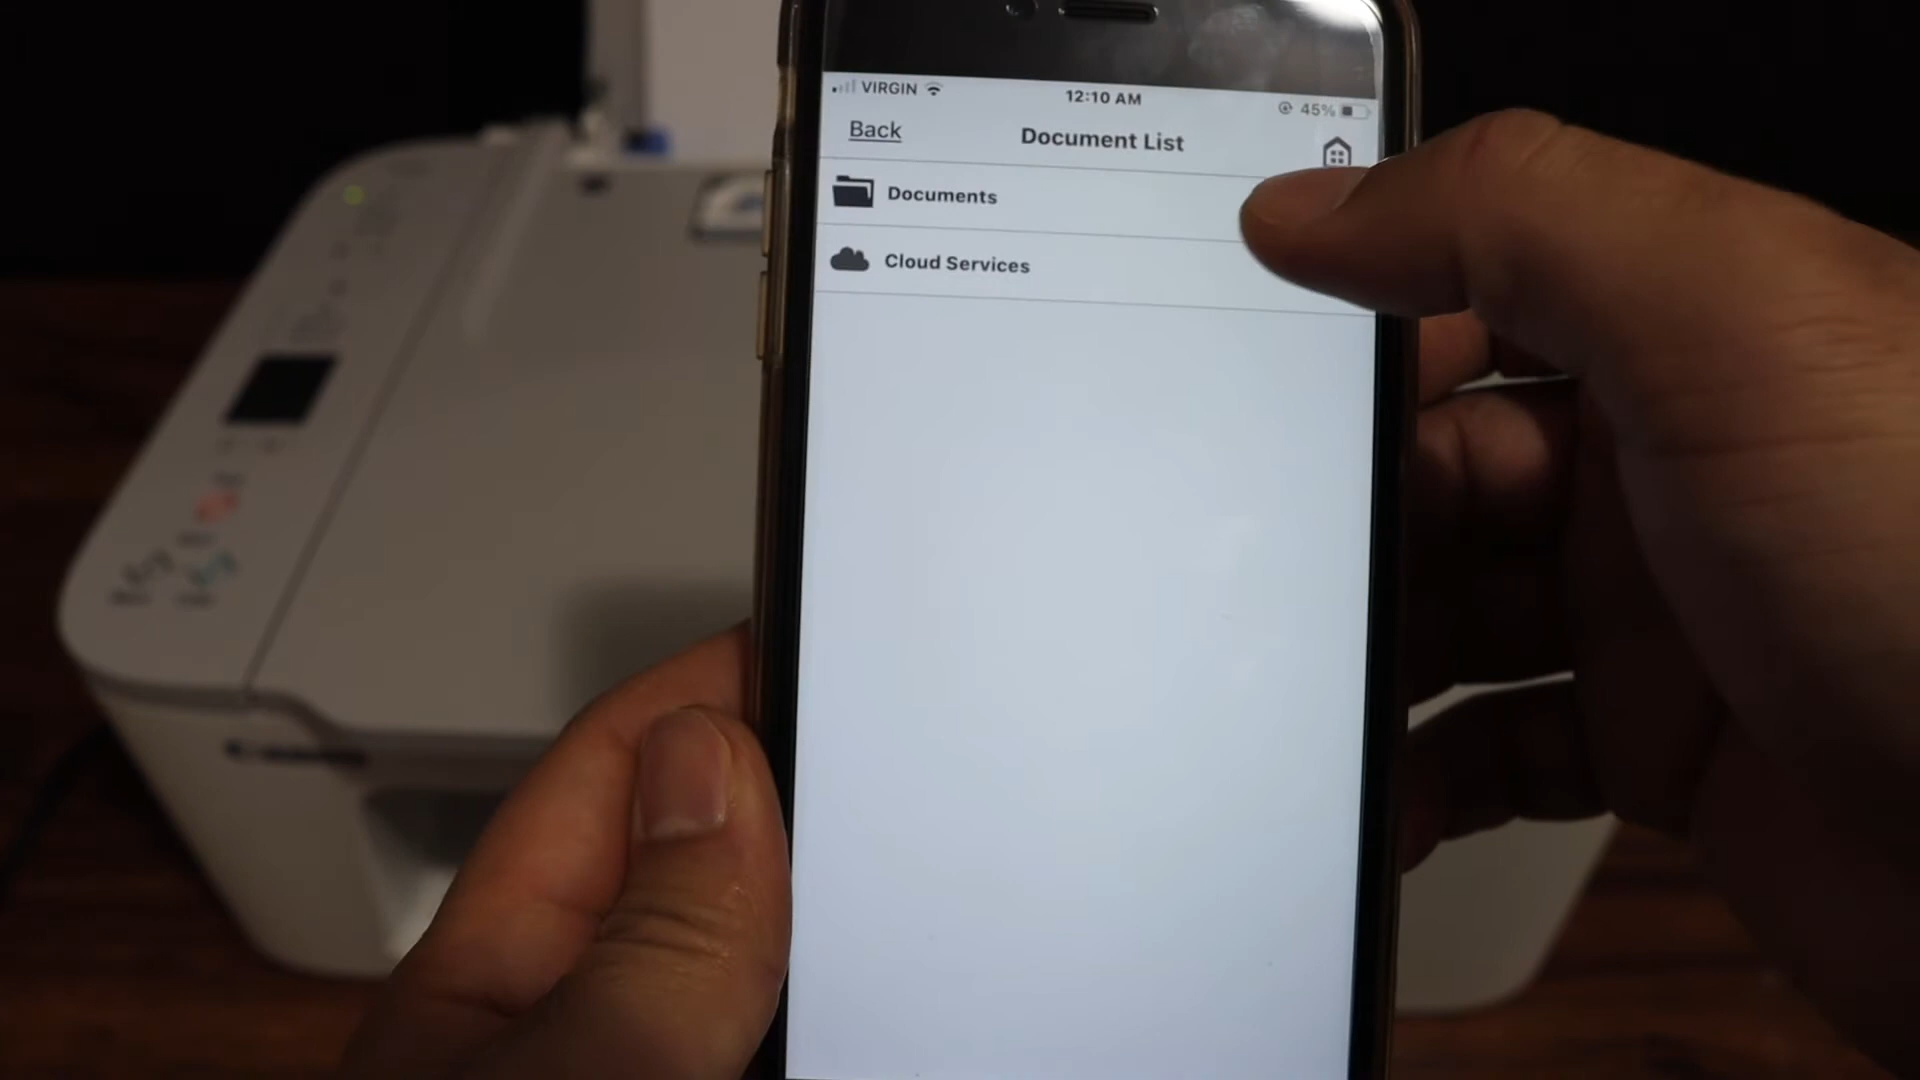 VIRGIN 12:10 AM 45%
Back Document List
Documents
Cloud Services